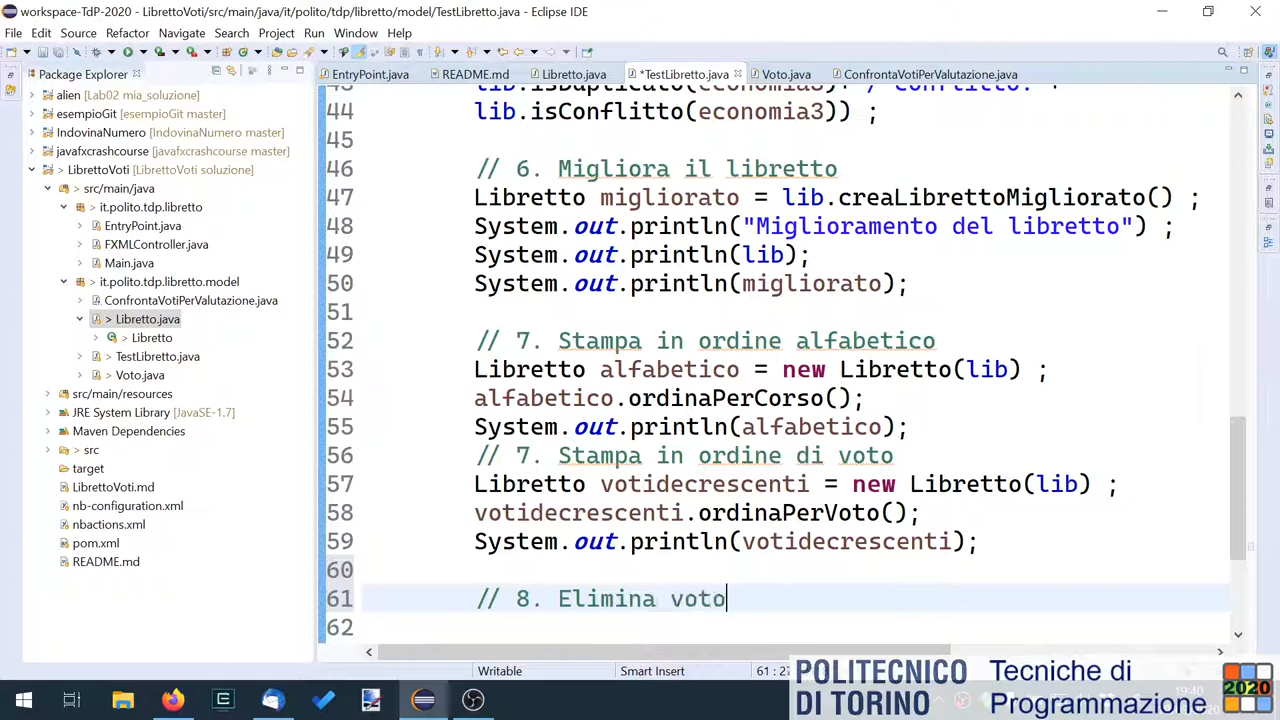 workspace-TdP-2020 - LibrettoVoti/src/main/java/it/polito/tdp/libretto/model/TestLibretto.java - Eclipse IDE
File Edit Source Refactor Navigate Search Project Run Window Help
Package Explorer
EntryPoint.java README.md Libretto.java *TestLibretto.java Voto.java ConfrontaVotiPerValutazione.java
alien [Lab02 mia_soluzione]
esempioGit [esempioGit master]
IndovinaNumero [IndovinaNumero master]
javafxcrashcourse [javafxcrashcourse master]
> LibrettoVoti [LibrettoVoti soluzione]
> src/main/java
> it.polito.tdp.libretto
EntryPoint.java
FXMLController.java
Main.java
> it.polito.tdp.libretto.model
ConfrontaVotiPerValutazione.java
> Libretto.java
> Libretto
> TestLibretto.java
> Voto.java
src/main/resources
JRE System Library [JavaSE-1.7]
Maven Dependencies
> src
target
LibrettoVoti.md
nb-configuration.xml
nbactions.xml
pom.xml
README.md
43 lib.isDuplicato(economia3)+ "/ Conflitto: "+
44 lib.isConflitto(economia3)) ;
45
46 // 6. Migliora il libretto
47 Libretto migliorato = lib.creaLibrettoMigliorato() ;
48 System.out.println("Miglioramento del libretto") ;
49 System.out.println(lib);
50 System.out.println(migliorato);
51
52 // 7. Stampa in ordine alfabetico
53 Libretto alfabetico = new Libretto(lib) ;
54 alfabetico.ordinaPerCorso();
55 System.out.println(alfabetico);
56 // 7. Stampa in ordine di voto
57 Libretto votidecrescenti = new Libretto(lib) ;
58 votidecrescenti.ordinaPerVoto();
59 System.out.println(votidecrescenti);
60
61 // 8. Elimina voto
62
Writable Smart Insert 61 : 27
POLITECNICO
DI TORINO
Tecniche di
Programmazione
2020